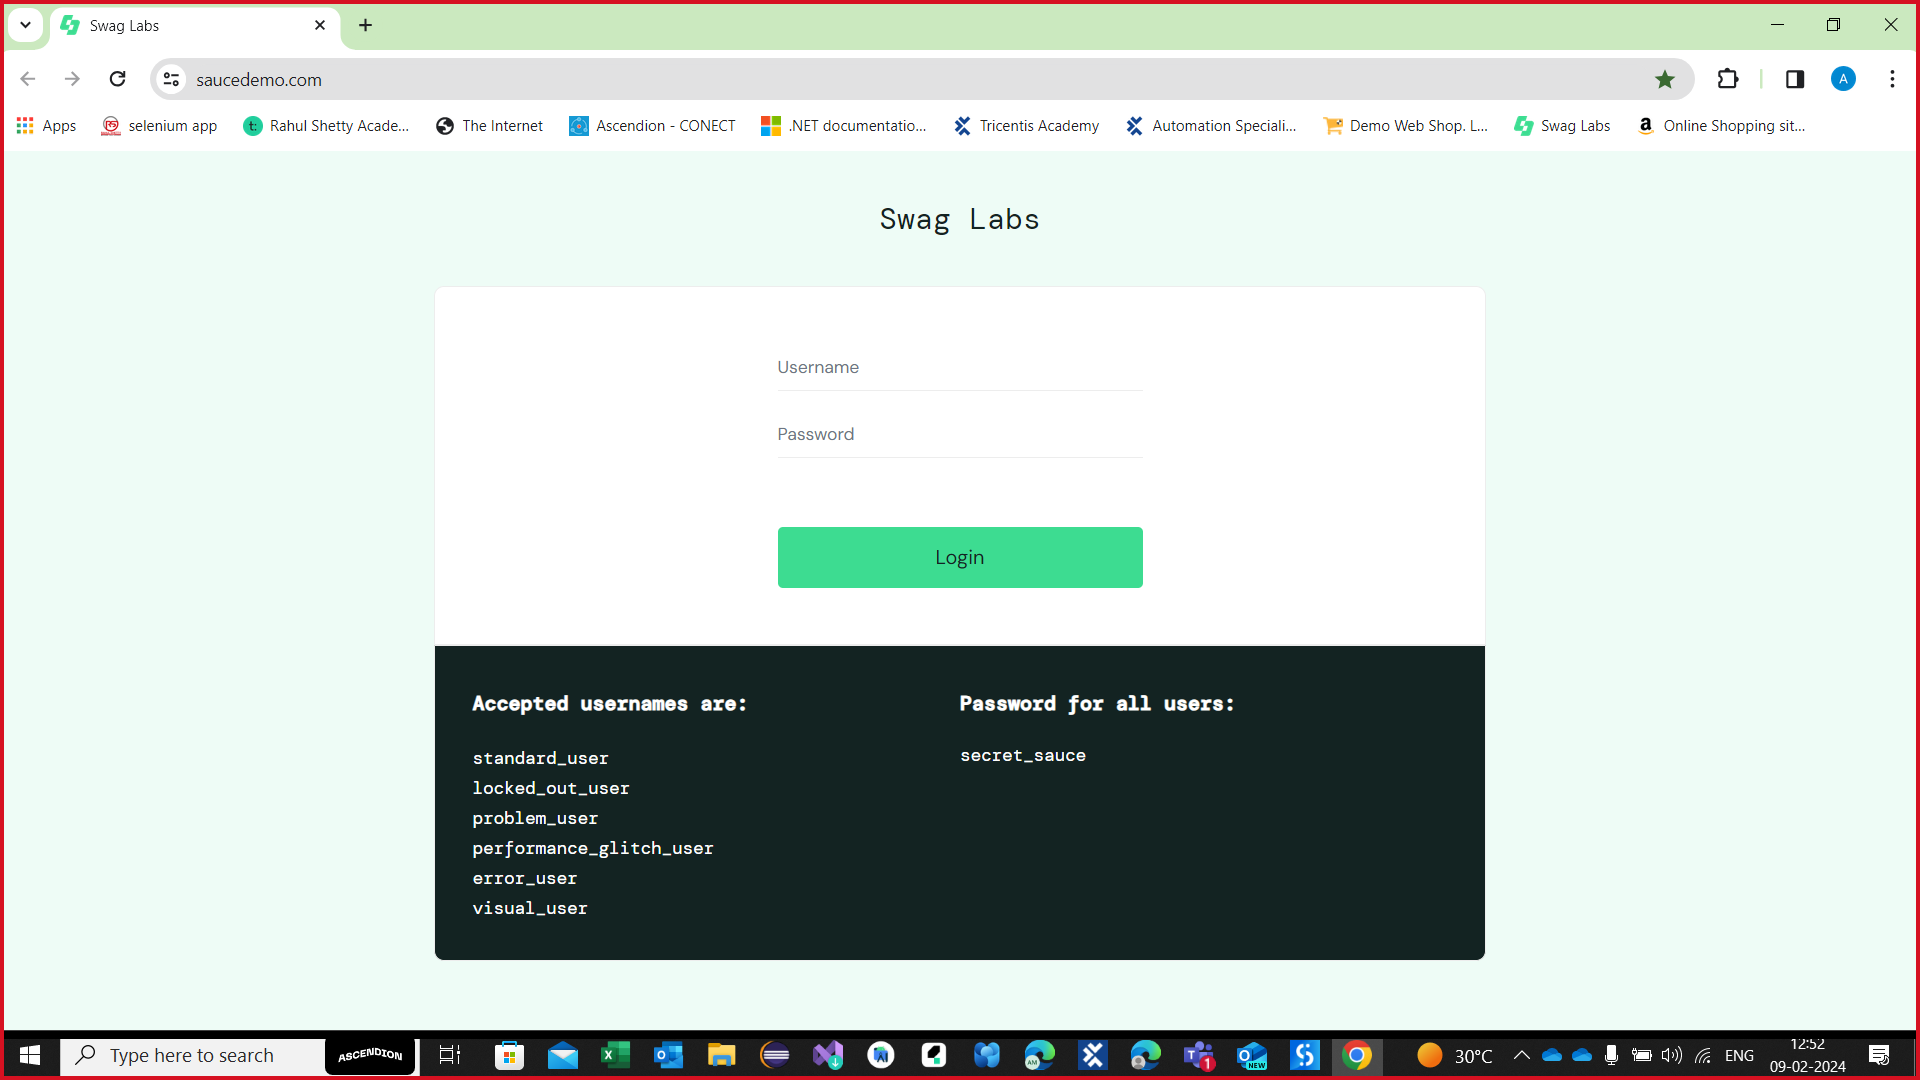 Swag Labs
saucedemo.com
Apps selenium app Rahul Shetty Acade... The Internet Ascendion - CONECT .NET documentatio... Tricentis Academy Automation Speciali... Demo Web Shop. L... Swag Labs Online Shopping sit...
A
Swag Labs
Username
Password
Login
Accepted usernames are:
standard_user
locked_out_user
problem_user
performance_glitch_user
error_user
visual_user
Password for all users:
secret_sauce
Type here to search ASCENDION 30°C ENG 12:52
09-02-2024